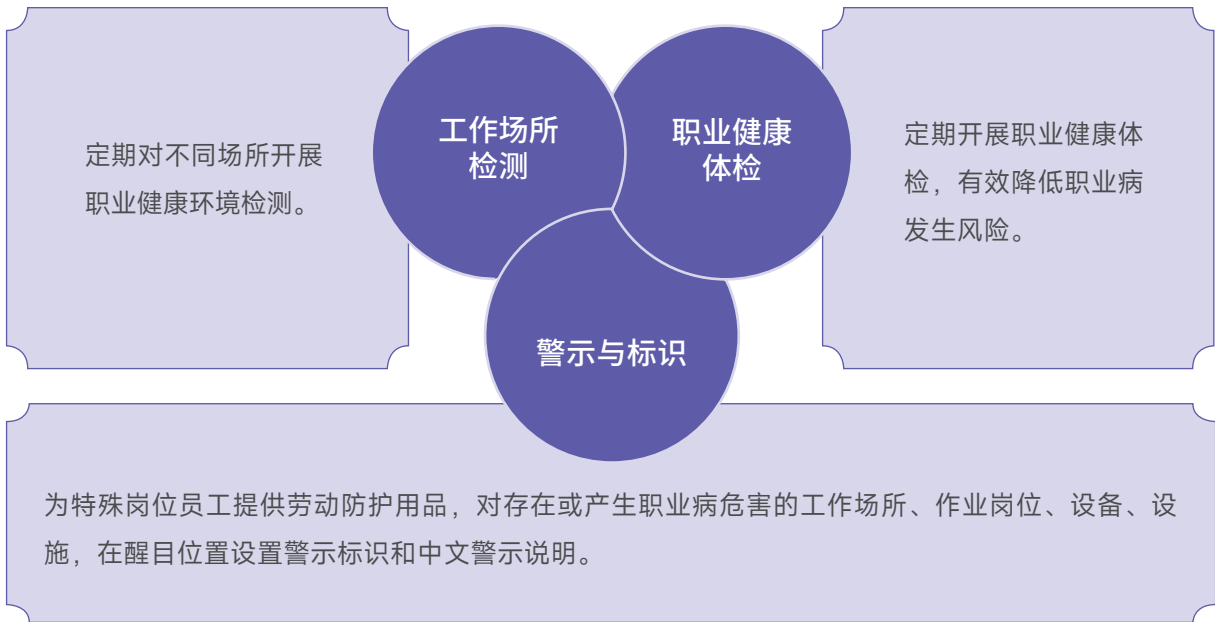 定期对不同场所开展
职业健康环境检测。
工作场所
检测
职业健康
体检
定期开展职业健康体
检，有效降低职业病
发生风险。
警示与标识
为特殊岗位员工提供劳动防护用品，对存在或产生职业病危害的工作场所、作业岗位、设备、设
施，在醒目位置设置警示标识和中文警示说明。